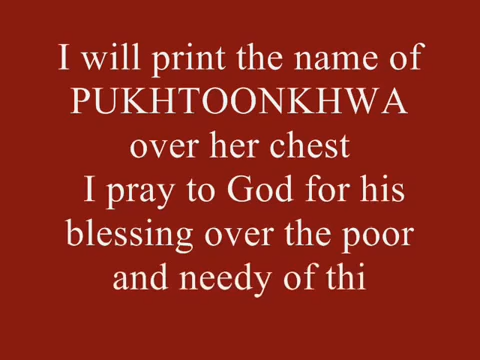 I will print the name of
PUKHTOONKHWA
over her chest
I pray to God for his
blessing over the poor
and needy of thi